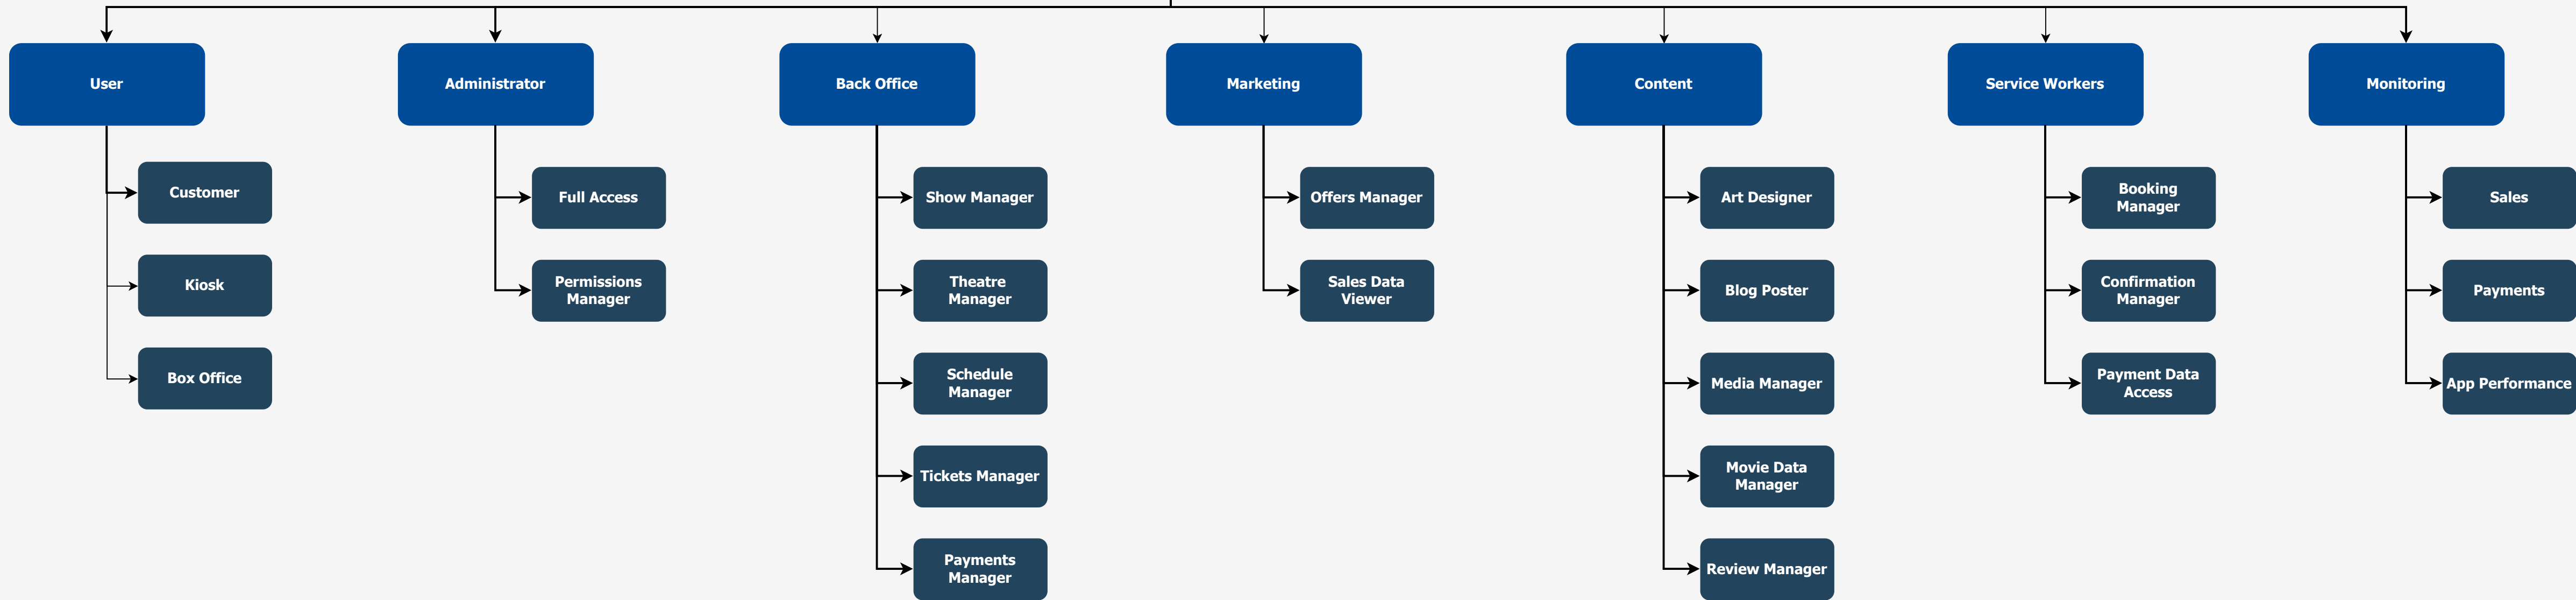 User
Administrator
Back Office
Marketing
Content
Service Workers
Monitoring
Customer
Kiosk
Box Office
Full Access
Permissions
Manager
Show Manager
Theatre
Manager
Schedule
Manager
Tickets Manager
Payments
Manager
Offers Manager
Sales Data
Viewer
Art Designer
Blog Poster
Media Manager
Movie Data
Manager
Review Manager
Booking
Manager
Confirmation
Manager
Payment Data
Access
Sales
Payments
App Performance